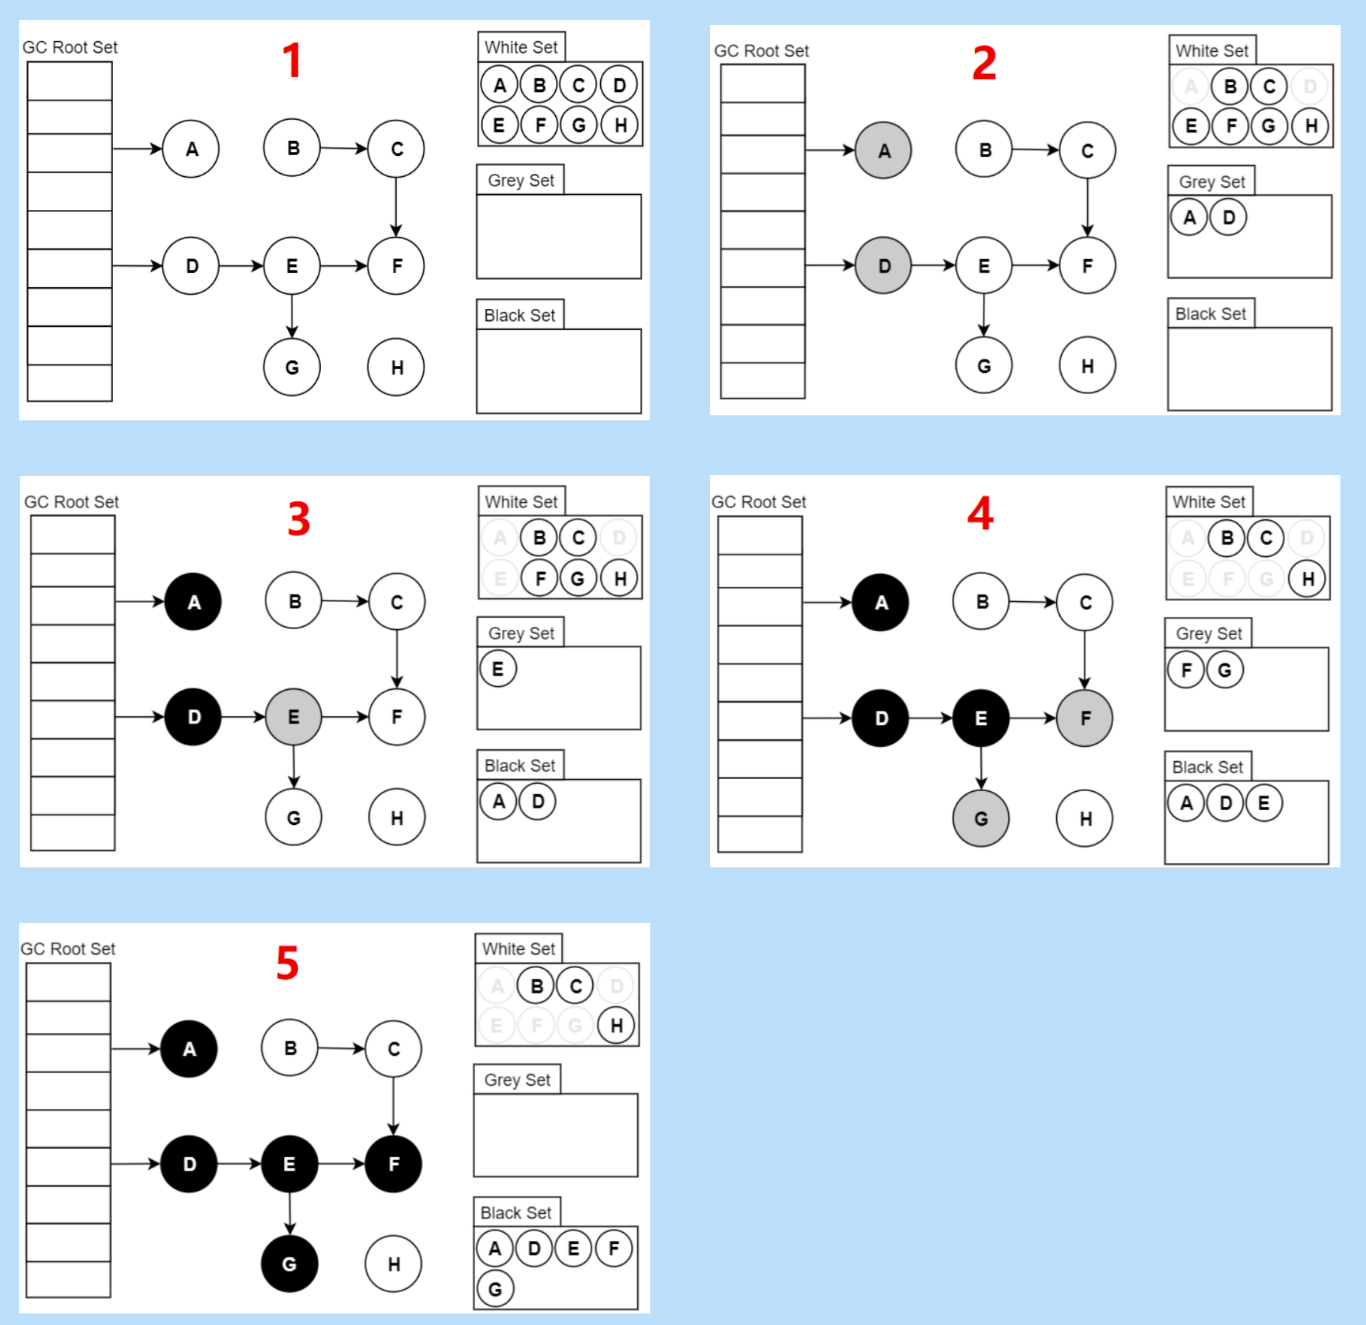 GC Root Set
1
White Set
A B C D
E F G H
A B C
D E F
G H
Grey Set
Black Set
GC Root Set
2
White Set
A B C D
E F G H
A B C
D E F
G H
Grey Set
A D
Black Set
GC Root Set
3
White Set
A B C D
E F G H
A B C
D E F
G H
Grey Set
E
Black Set
A D
GC Root Set
4
White Set
A B C D
E F G H
A B C
D E F
G H
Grey Set
F G
Black Set
A D E
GC Root Set
5
White Set
A B C D
E F G H
A B C
D E F
G H
Grey Set
Black Set
A D E F
G